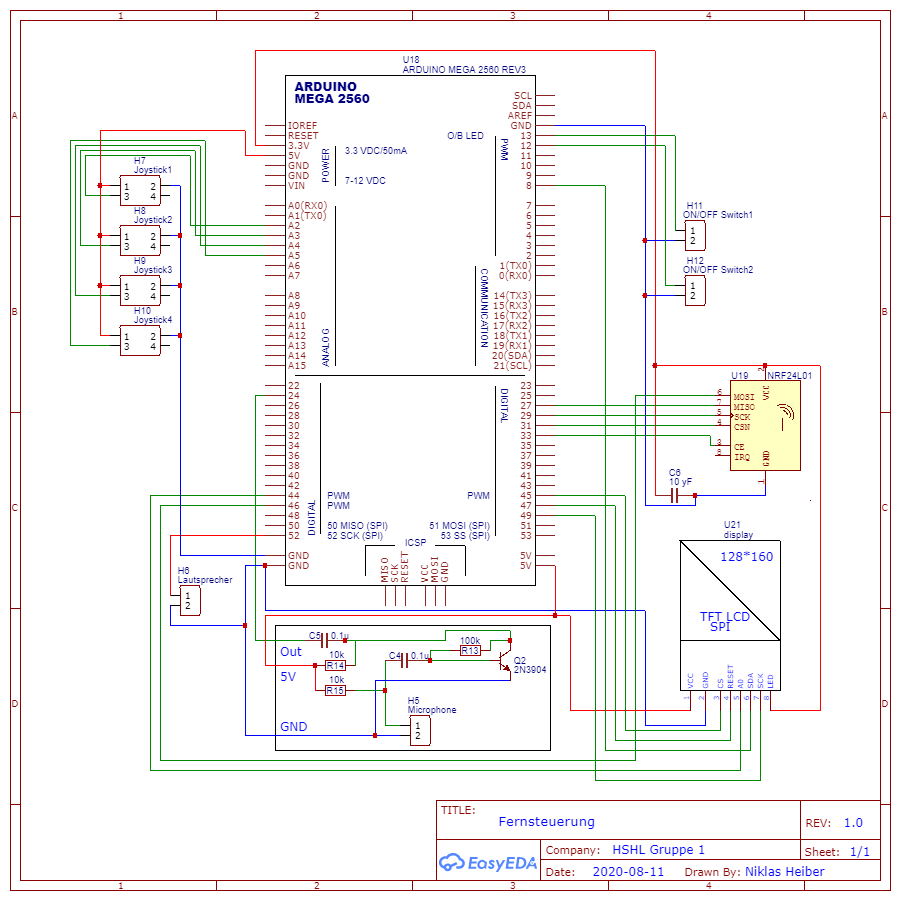 1 2 3 4
A A
B B
C C
D D
U18
ARDUINO MEGA 2560 REV3
ARDUINO
MEGA 2560
IOREF
RESET
3.3V
5V
GND
GND
VIN
POWER
3.3 VDC/50mA
7-12 VDC
A0(RX0)
A1(TX0)
A2
A3
A4
A5
A6
A7
A8
A9
A10
A11
A12
A13
A14
A15
ANALOG
SCL
SDA
AREF
GND
O/B LED
13
12
11
10
9
8
PWM
7
6
5
4
3
2
1(TX0)
0(RX0)
14(TX3)
15(RX3)
16(TX2)
17(RX2)
18(TX1)
19(RX1)
20(SDA)
21(SCL)
COMMUNICATION
22
24
26
28
30
32
34
36
38
40
42
44 PWM
46 PWM
48
50 50 MISO (SPI)
52 52 SCK (SPI)
DIGITAL
GND
GND
23
25
27
29
31
33
35
37
39
41
43
PWM 45
47
49
51 MOSI (SPI) 51
53 SS (SPI) 53
DIGITAL
5V
5V
ICSP
MISO
SCK
RESET
VCC
MOSI
GND
H7
Joystick1
1 2
3 4
H8
Joystick2
1 2
3 4
H9
Joystick3
1 2
3 4
H10
Joystick4
1 2
3 4
H11
ON/OFF Switch1
1
2
H12
ON/OFF Switch2
1
2
U19 NRF24L01
2
VCC
6 MOSI
7 MISO
5 SCK
4 CSN
3 CE
8 IRQ
GND
1
C6
10 yF
U21
display
128*160
TFT LCD
SPI
VCC
GND
CS
RESET
A0
SDA
SCK
LED
1 2 3 4 5 6 7 8
H6
Lautsprecher
1
2
C5 0.1u
Out
5V
GND
10k
R14
10k
R15
C4 0.1u
100k
R13
Q2
2N3904
H5
Microphone
1
2
TITLE:
Fernsteuerung
REV: 1.0
EasyEDA
Company: HSHL Gruppe 1
Sheet: 1/1
Date: 2020-08-11 Drawn By: Niklas Heiber
1 2 3 4